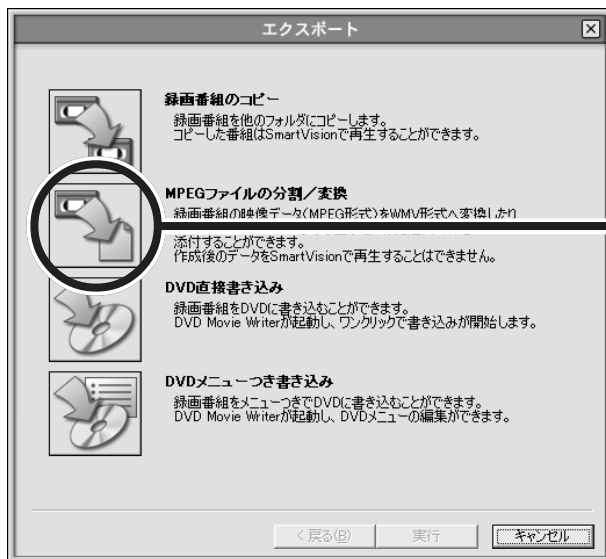 エクスポート
録画番組のコピー
録画番組を他のフォルダにコピーします。
コピーした番組はSmartVisionで再生することができます。
MPEGファイルの分割／変換
録画番組の映像データ(MPEG形式)をWMV形式へ変換したり
添付することができます。
作成後のデータをSmartVisionで再生することはできません。
DVD直接書き込み
録画番組をDVDに書き込むことができます。
DVD Movie Writerが起動し、ワンクリックで書き込みが開始します。
DVDメニューつき書き込み
録画番組をメニューつきでDVDに書き込むことができます。
DVD Movie Writerが起動し、DVDメニューの編集ができます。
< 戻る(B) 実行 キャンセル